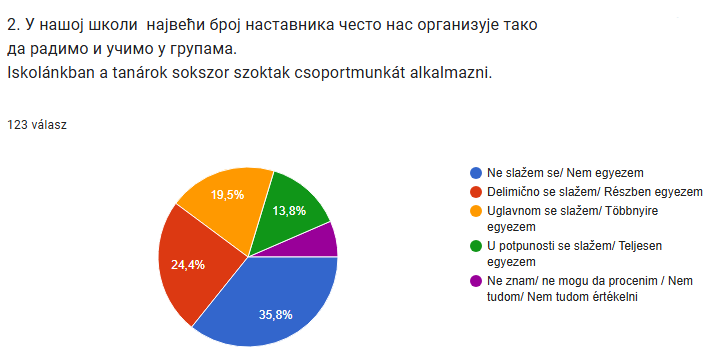 2. У нашој школи  највећи број наставника често нас организује тако
да радимо и учимо у групама.
Iskolánkban a tanárok sokszor szoktak csoportmunkát alkalmazni.
123 válasz
19,5%
13,8%
24,4%
35,8%
Ne slažem se/ Nem egyezem
Delimično se slažem/ Részben egyezem
Uglavnom se slažem/ Többnyire
egyezem
U potpunosti se slažem/ Teljesen
egyezem
Ne znam/ ne mogu da procenim / Nem
tudom/ Nem tudom értékelni